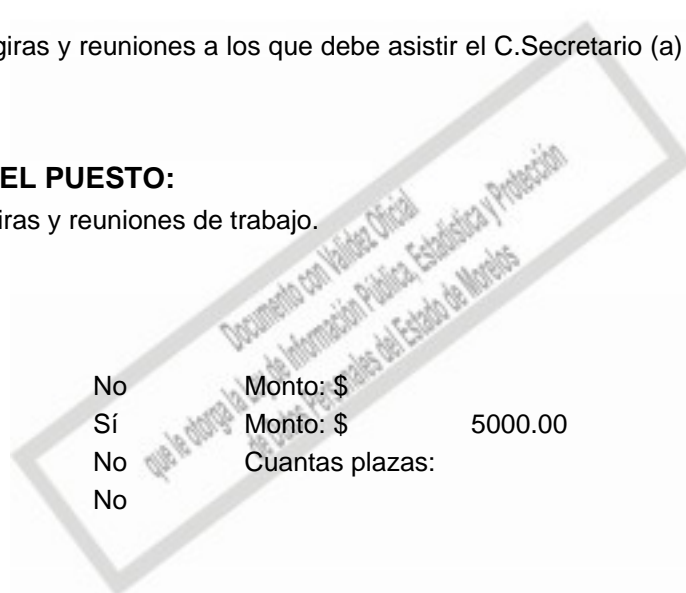 giras y reuniones a los que debe asistir el C.Secretario (a)
EL PUESTO:
iras y reuniones de trabajo.
Documento con Validez Oficial
que le otorga la Ley de Información Pública, Estadística y Protección
de Datos Personales del Estado de Morelos
No Monto: $
Sí Monto: $ 5000.00
No Cuantas plazas:
No